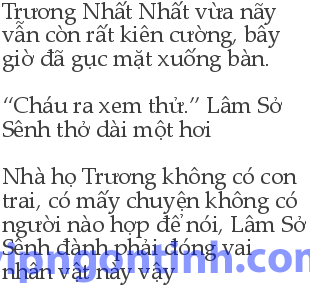 Trương Nhất Nhất vừa nãy
vẫn còn rất kiên cường, bây
giờ đã gục mặt xuống bàn.
“Cháu ra xem thử.” Lâm Sở
Sênh thở dài một hơi
Nhà họ Trương không có con
trai, có mấy chuyện không có
người nào hợp để nói, Lâm Sở
Sênh đành phải đóng vai
nhân vật này vậy
vipngontinh.com